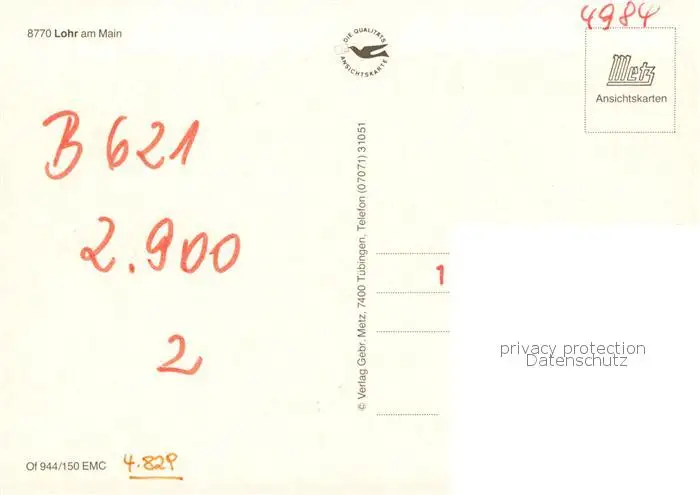 8770 Lohr am Main
DIE QUALITÄTS
ANSICHTSKARTE
4984
Metz
Ansichtskarten
B 621
2.900
2
© Verlag Gebr. Metz, 7400 Tübingen, Telefon (07071) 31051
1
privacy protection
Datenschutz
Of 944/150 EMC
4.829